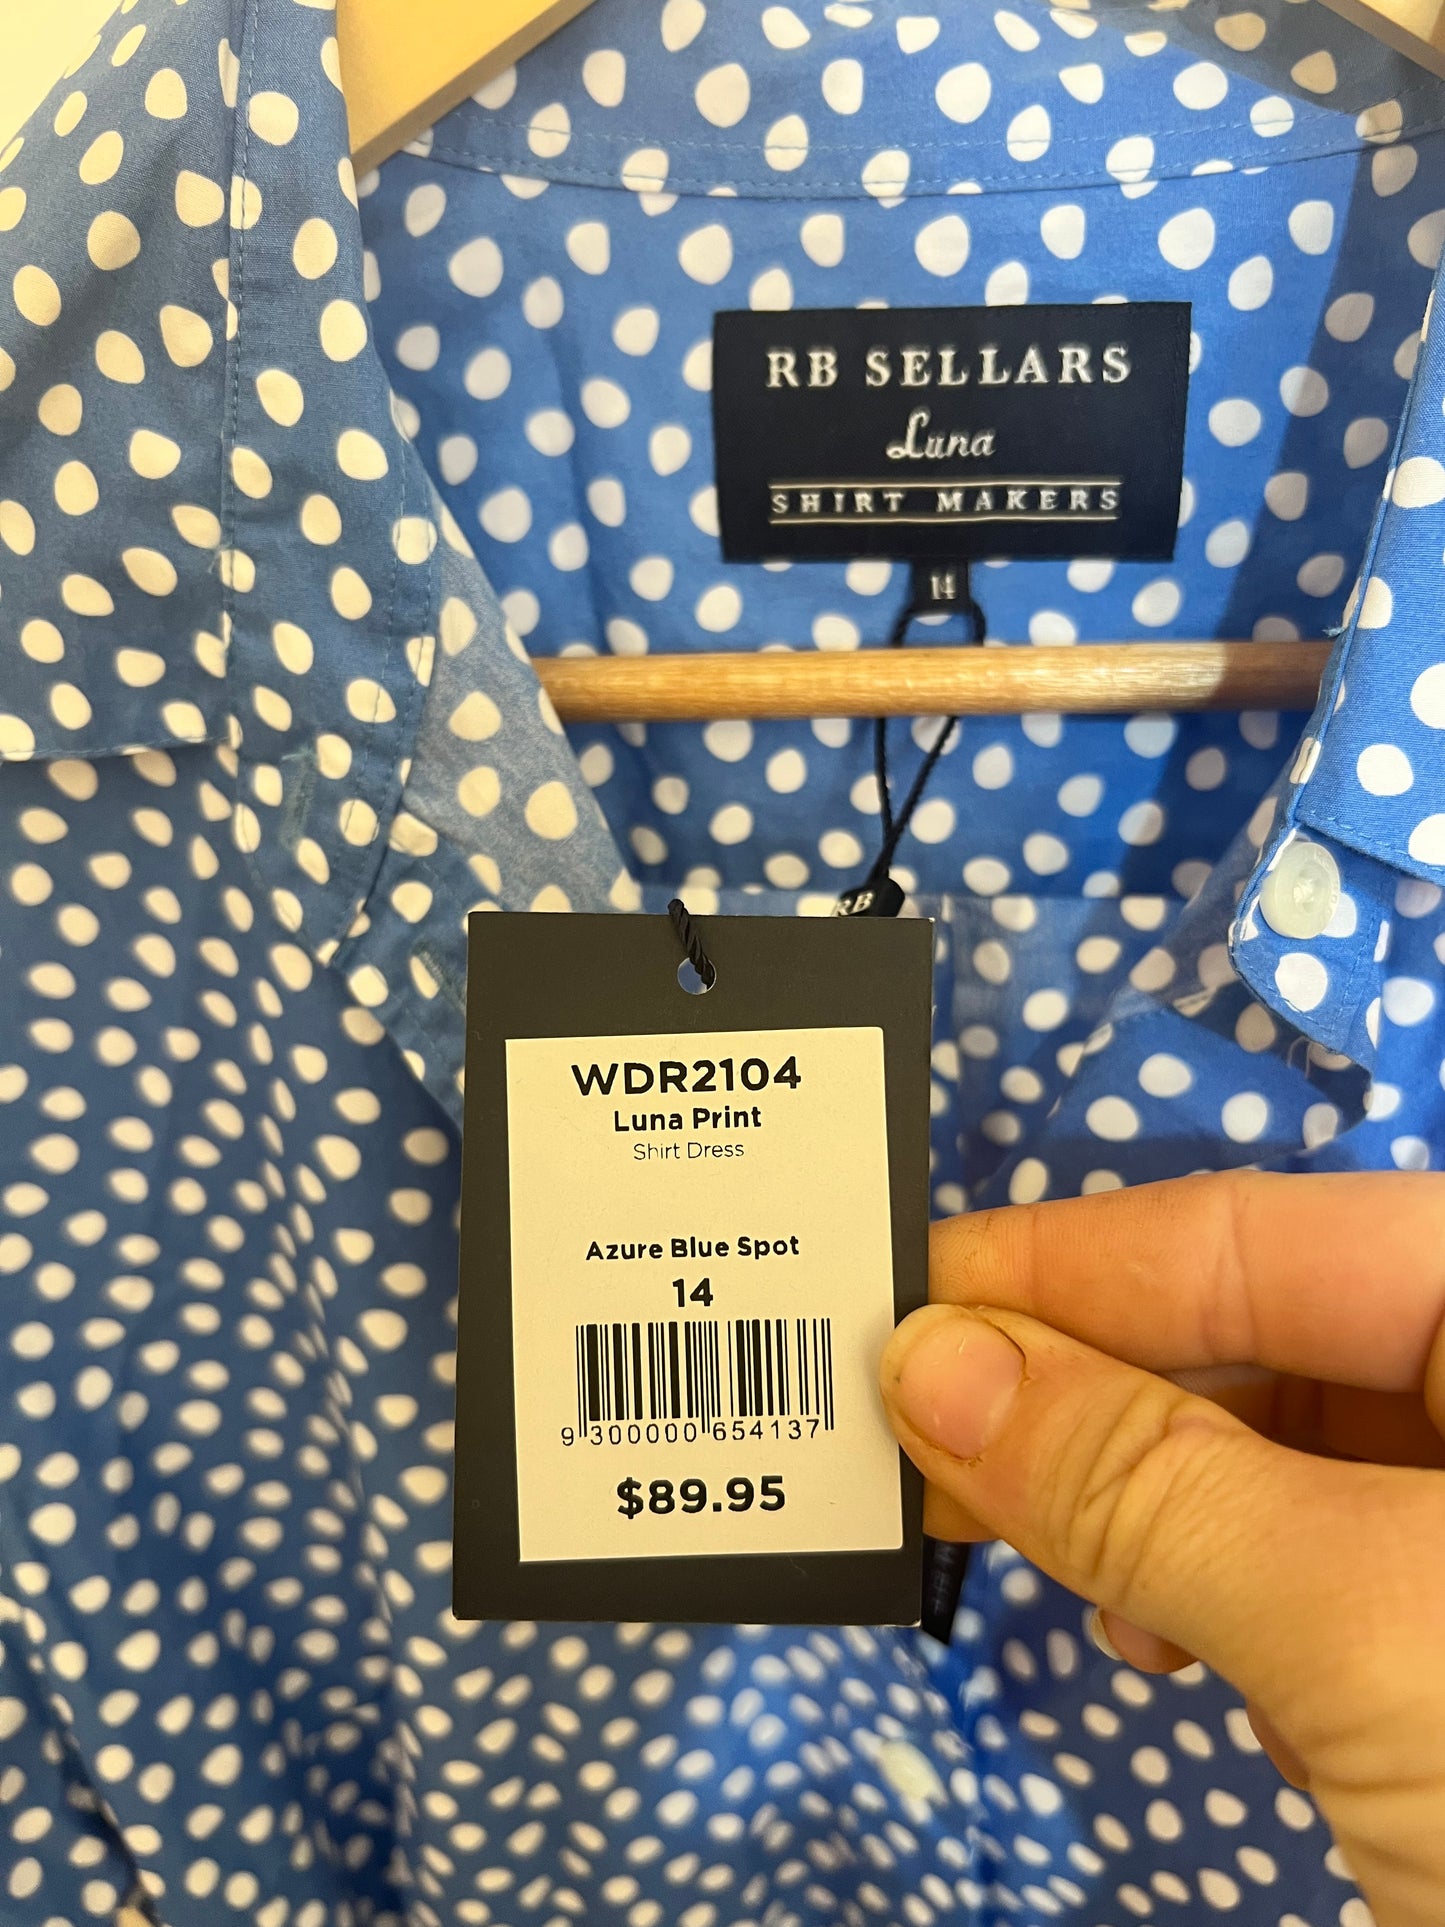 RB SELLARS
Luna
SHIRT MAKERS
14
RB
WDR2104
Luna Print
Shirt Dress
Azure Blue Spot
14
9 300000 654137
$89.95